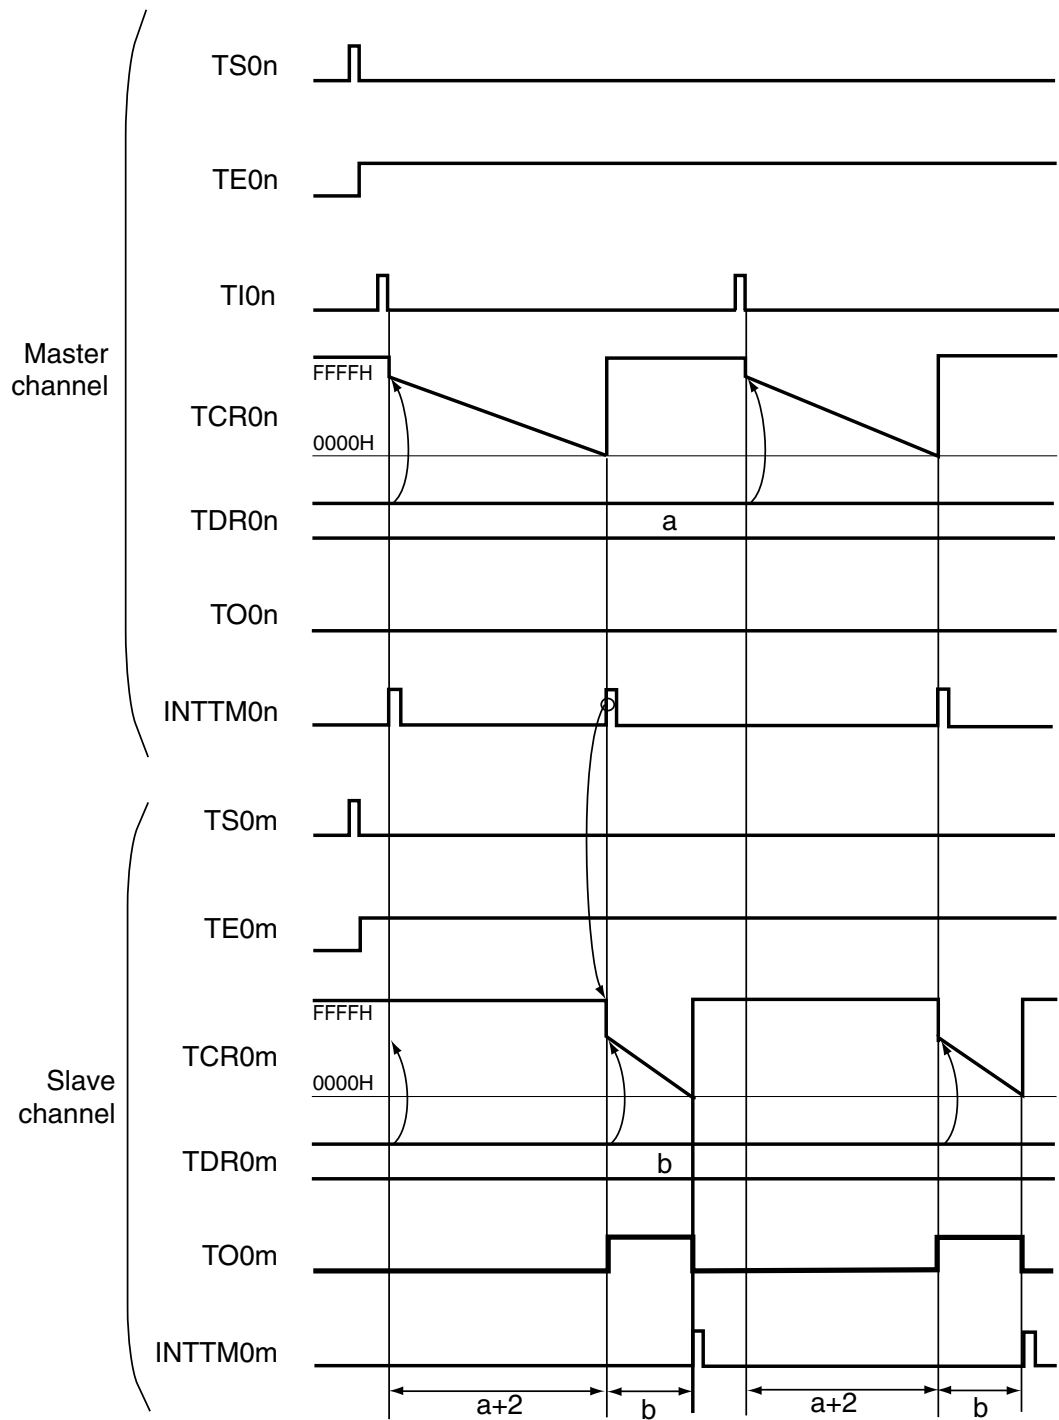 TS0n
TE0n
TI0n
Master
channel
FFFFH
TCR0n
0000H
TDR0n
a
TO0n
INTTM0n
TS0m
TE0m
FFFFH
TCR0m
0000H
Slave
channel
TDR0m
b
TO0m
INTTM0m
a+2
b
a+2
b